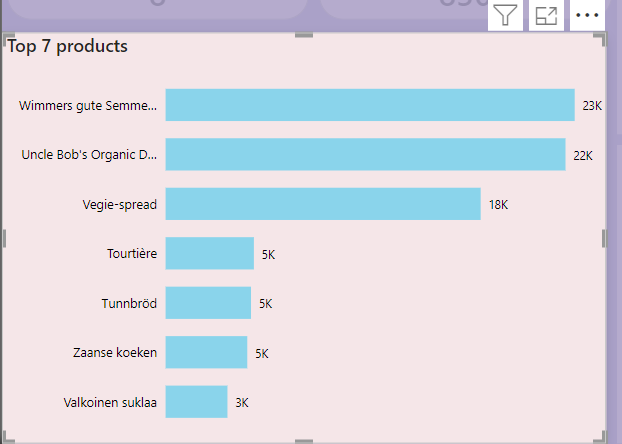 Top 7 products
Wimmers gute Semme... 23K
Uncle Bob's Organic D... 22K
Vegie-spread 18K
Tourtière 5K
Tunnbröd 5K
Zaanse koeken 5K
Valkoinen suklaa 3K